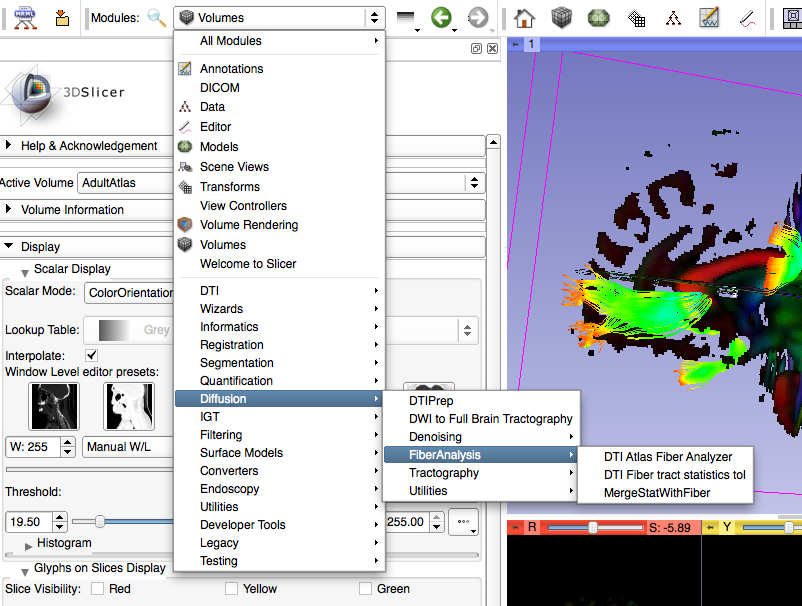 MRML
Modules:
Volumes
1
3DSlicer
Help & Acknowledgement
Active Volume
AdultAtlas
Volume Information
Display
Scalar Display
Scalar Mode:
ColorOrientation
Lookup Table:
Grey
Interpolate:
Window Level editor presets:
W: 255
Manual W/L
Threshold:
19.50
255.00
...
Histogram
Glyphs on Slices Display
Slice Visibility:
Red
Yellow
Green
All Modules
Annotations
DICOM
Data
Editor
Models
Scene Views
Transforms
View Controllers
Volume Rendering
Volumes
Welcome to Slicer
DTI
Wizards
Informatics
Registration
Segmentation
Quantification
Diffusion
IGT
Filtering
Surface Models
Converters
Endoscopy
Utilities
Developer Tools
Legacy
Testing
DTIPrep
DWI to Full Brain Tractography
Denoising
FiberAnalysis
Tractography
Utilities
DTI Atlas Fiber Analyzer
DTI Fiber tract statistics tol
MergeStatWithFiber
R
S: -5.89
Y